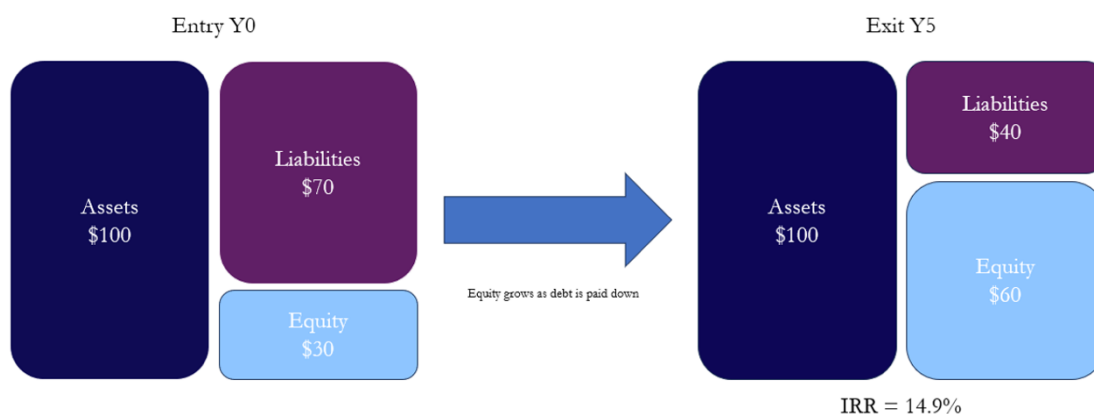 Entry Y0
Exit Y5
Assets
$100
Liabilities
$70
Equity
$30
Equity grows as debt is paid down
Assets
$100
Liabilities
$40
Equity
$60
IRR = 14.9%